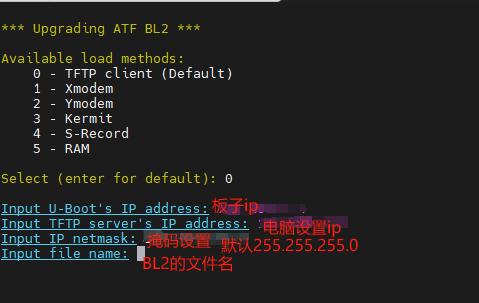 *** Upgrading ATF BL2 ***
Available load methods:
0 - TFTP client (Default)
1 - Xmodem
2 - Ymodem
3 - Kermit
4 - S-Record
5 - RAM
Select (enter for default): 0
Input U-Boot's IP address: 板子ip
Input TFTP server's IP address: 电脑设置ip
Input IP netmask: 掩码设置 默认255.255.255.0
Input file name:
BL2的文件名